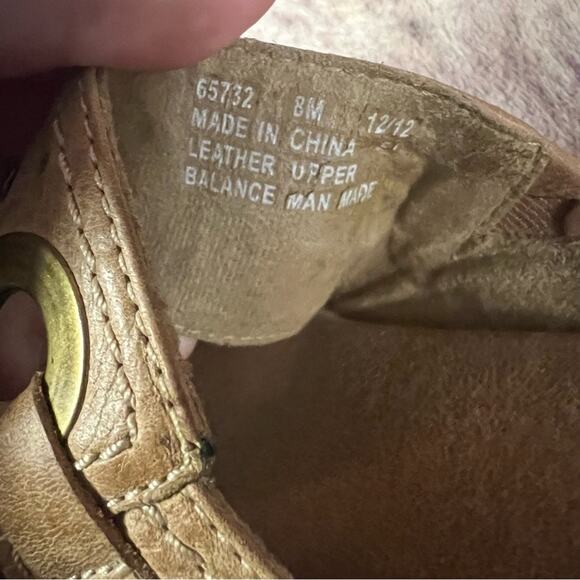 65732 8M 12/12
MADE IN CHINA
LEATHER UPPER
BALANCE MAN MADE